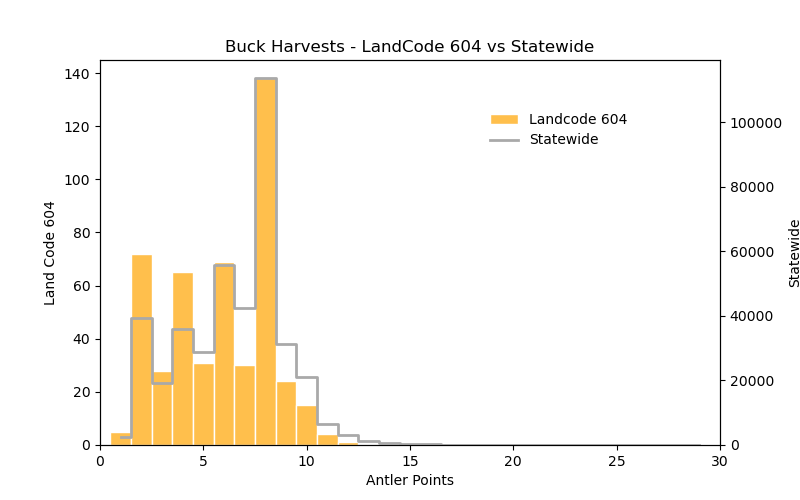 Buck Harvests - LandCode 604 vs Statewide
140
120
100
80
60
40
20
0
Land Code 604
Landcode 604
Statewide
100000
80000
60000
40000
20000
0
Statewide
0 5 10 15 20 25 30
Antler Points